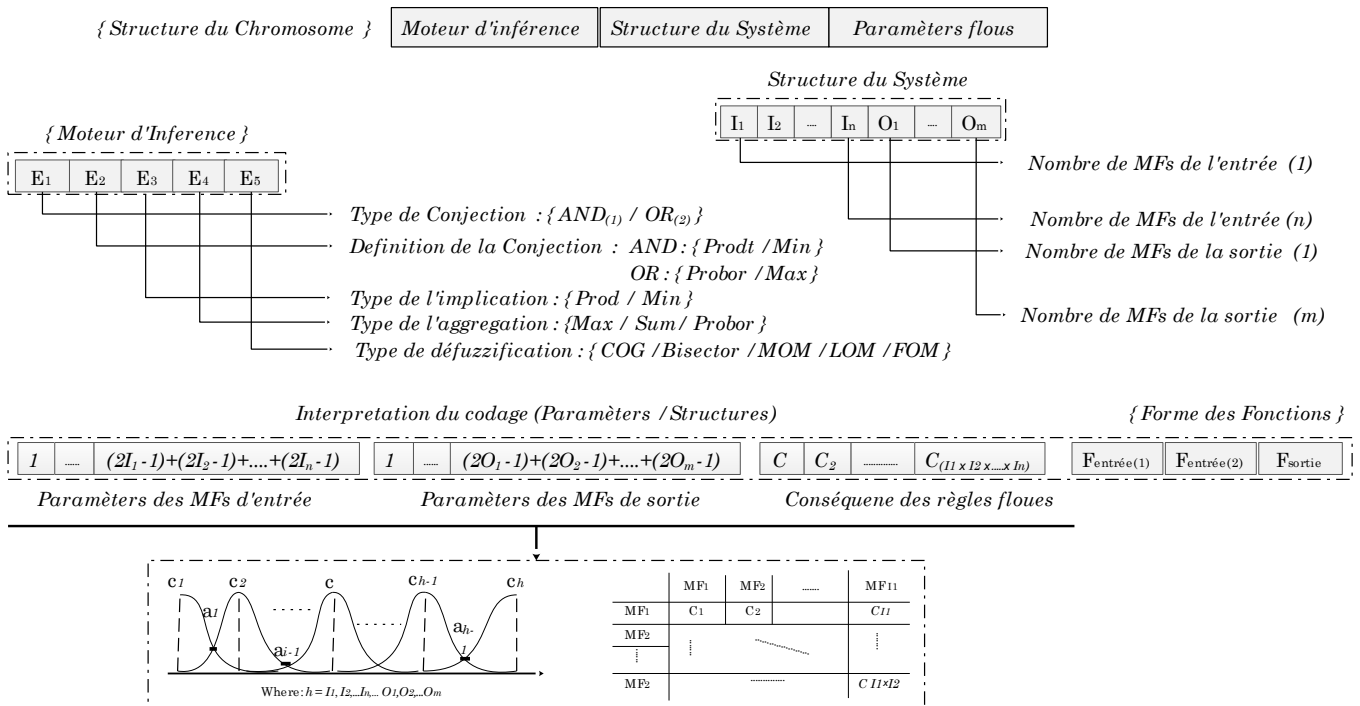 { Structure du Chromosome } Moteur d'inférence Structure du Système Paramèters flous
Structure du Système
I1 I2 .... In O1 .... Om
Nombre de MFs de l'entrée (1)
Nombre de MFs de l'entrée (n)
Nombre de MFs de la sortie (1)
Nombre de MFs de la sortie (m)
{ Moteur d'Inference }
E1 E2 E3 E4 E5
Type de Conjection : { AND(1) / OR(2) }
Definition de la Conjection : AND : { Prodt / Min }
OR : { Probor / Max }
Type de l'implication : { Prod / Min }
Type de l'aggregation : {Max / Sum/ Probor }
Type de défuzzification : { COG /Bisector /MOM /LOM /FOM }
Interpretation du codage (Paramèters /Structures)
{ Forme des Fonctions }
1 ...... (2I1-1)+(2I2-1)+....+(2In-1) 1 ...... (2O1-1)+(2O2-1)+....+(2Om-1) C C2 ............. C(I1 x I2 x.....x In) Fentrée(1) Fentrée(2) Fsortie
Paramèters des MFs d'entrée Paramèters des MFs de sortie Conséquene des règles floues
c1 c2 c ch-1 ch
a1 ai-1 ah-1
Where: h = I1, I2,...In,... O1,O2,...Om
MF1 MF2 ....... MF11
MF1 C1 C2 C11
MF2
MF2 C I1xI2